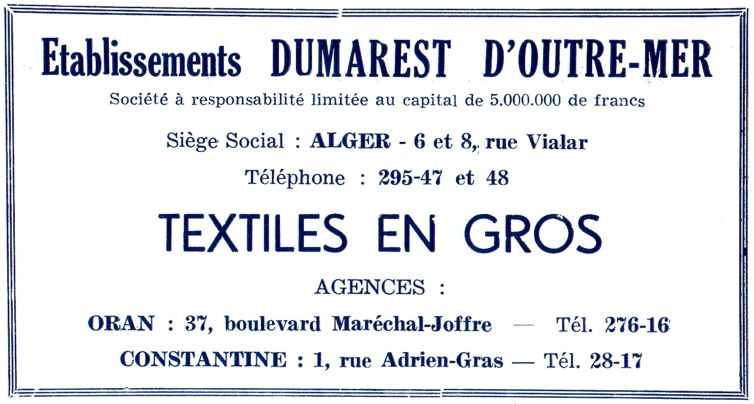 Etablissements DUMAREST D'OUTRE-MER
Société à responsabilité limitée au capital de 5.000.000 de francs
Siège Social : ALGER - 6 et 8, rue Vialar
Téléphone : 295-47 et 48
TEXTILES EN GROS
AGENCES :
ORAN : 37, boulevard Maréchal-Joffre — Tél. 276-16
CONSTANTINE : 1, rue Adrien-Gras — Tél. 28-17